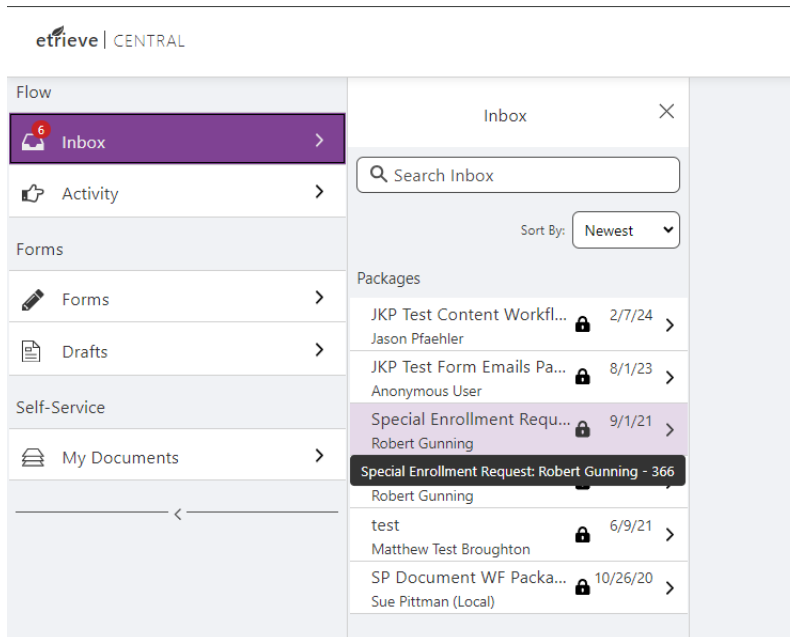 etrieve | CENTRAL
Flow
6
Inbox
Activity
Forms
Forms
Drafts
Self-Service
My Documents
Inbox
Search Inbox
Sort By: Newest
Packages
JKP Test Content Workfl... 2/7/24
Jason Pfaehler
JKP Test Form Emails Pa... 8/1/23
Anonymous User
Special Enrollment Requ... 9/1/21
Robert Gunning
Special Enrollment Request: Robert Gunning - 366
Robert Gunning
test 6/9/21
Matthew Test Broughton
SP Document WF Packa... 10/26/20
Sue Pittman (Local)